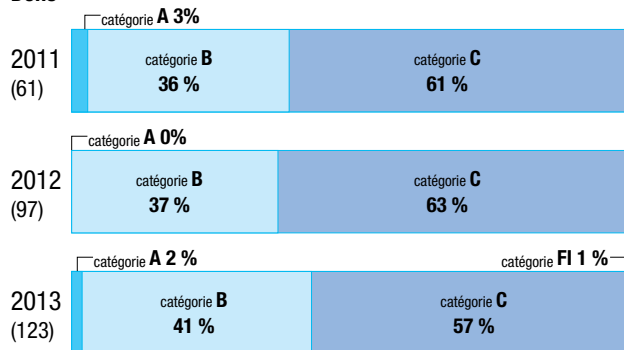 catégorie A 3%
2011
(61)
catégorie B
36 %
catégorie C
61 %
catégorie A 0%
2012
(97)
catégorie B
37 %
catégorie C
63 %
catégorie A 2 %
catégorie FI 1 %
2013
(123)
catégorie B
41 %
catégorie C
57 %